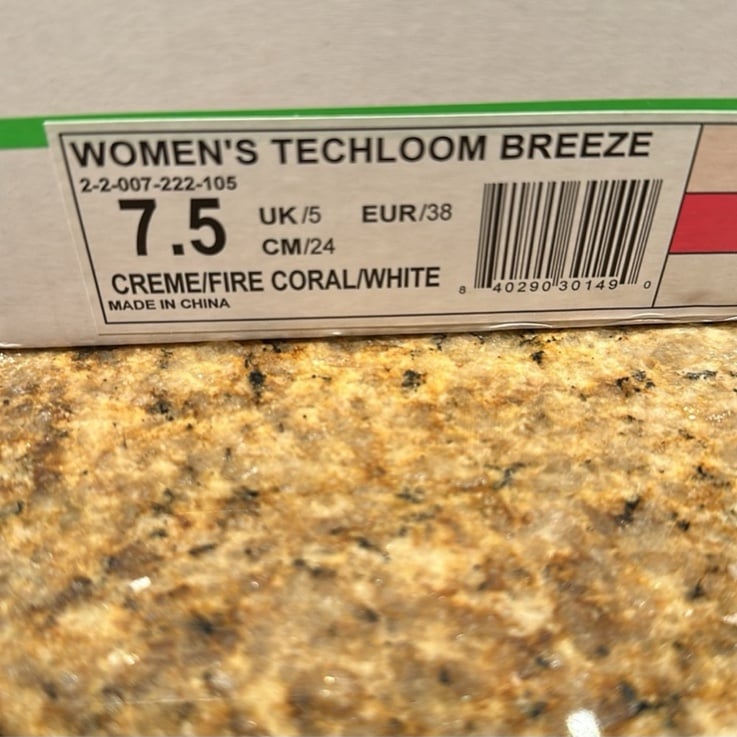 WOMEN'S TECHLOOM BREEZE
2-2-007-222-105
7.5 UK/5 EUR/38
CM/24
CREME/FIRE CORAL/WHITE
MADE IN CHINA
8 40290 30149 0